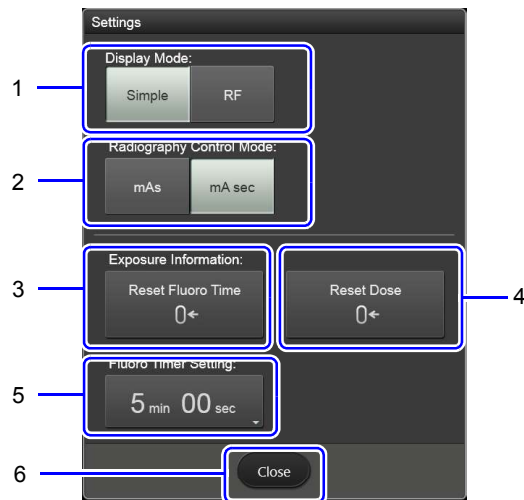 Settings
Display Mode:
1
Simple RF
Radiography Control Mode:
2
mAs mA sec
Exposure Information:
3
Reset Fluoro Time
0←
Reset Dose
0←
4
Fluoro Timer Setting:
5
5 min 00 sec
6
Close